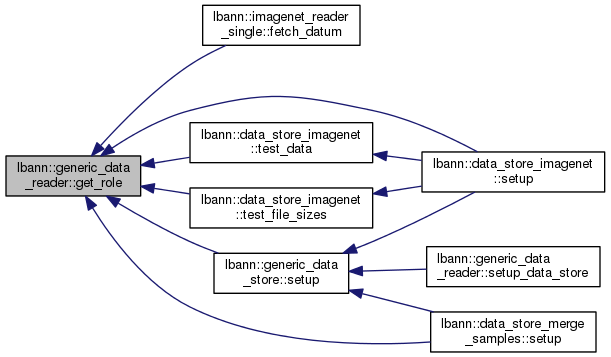 lbann::imagenet_reader
_single::fetch_datum
lbann::data_store_imagenet
::test_data
lbann::generic_data
_reader::get_role
lbann::data_store_imagenet
::setup
lbann::data_store_imagenet
::test_file_sizes
lbann::generic_data
_store::setup
lbann::generic_data
_reader::setup_data_store
lbann::data_store_merge
_samples::setup